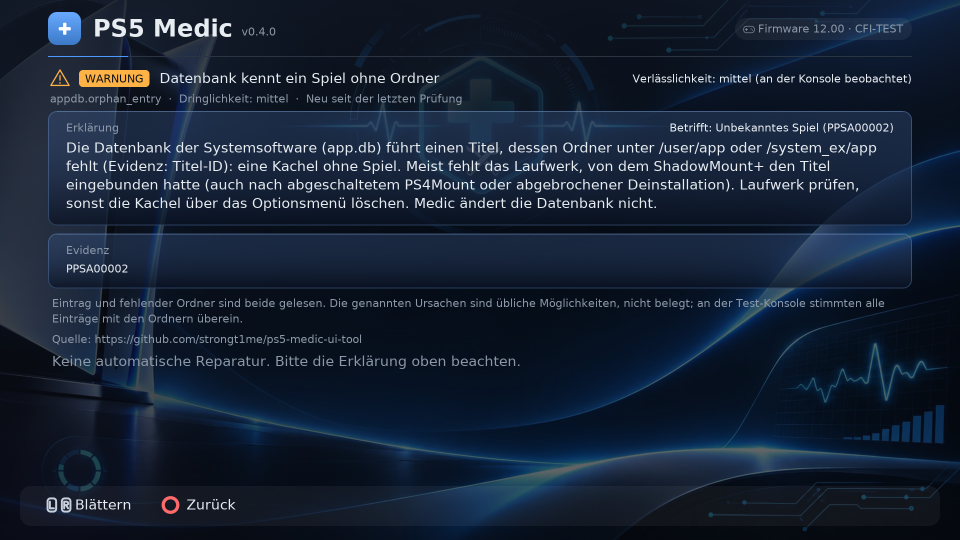 PS5 Medic v0.4.0
Firmware 12.00 · CFI-TEST
WARNUNG Datenbank kennt ein Spiel ohne Ordner
Verlässlichkeit: mittel (an der Konsole beobachtet)
appdb.orphan_entry · Dringlichkeit: mittel · Neu seit der letzten Prüfung
Erklärung
Betrifft: Unbekanntes Spiel (PPSA00002)
Die Datenbank der Systemsoftware (app.db) führt einen Titel, dessen Ordner unter /user/app oder /system_ex/app
fehlt (Evidenz: Titel-ID): eine Kachel ohne Spiel. Meist fehlt das Laufwerk, von dem ShadowMount+ den Titel
eingebunden hatte (auch nach abgeschaltetem PS4Mount oder abgebrochener Deinstallation). Laufwerk prüfen,
sonst die Kachel über das Optionsmenü löschen. Medic ändert die Datenbank nicht.
Evidenz
PPSA00002
Eintrag und fehlender Ordner sind beide gelesen. Die genannten Ursachen sind übliche Möglichkeiten, nicht belegt; an der Test-Konsole stimmten alle
Einträge mit den Ordnern überein.
Quelle: https://github.com/strongt1me/ps5-medic-ui-tool
Keine automatische Reparatur. Bitte die Erklärung oben beachten.
L R Blättern
Zurück